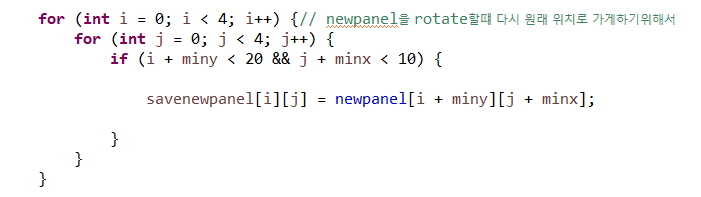 for (int i = 0; i < 4; i++) {// newpanel을 rotate할때 다시 원래 위치로 가게하기위해서
for (int j = 0; j < 4; j++) {
if (i + miny < 20 && j + minx < 10) {
savenewpanel[i][j] = newpanel[i + miny][j + minx];
}
}
}